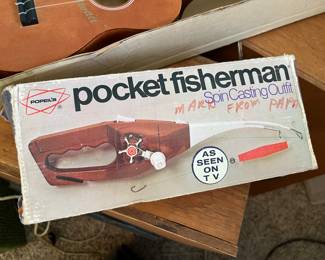 POPEIL'S
pocket fisherman
Spin Casting Outfit
MARK FROM PAPA
AS
SEEN
ON
TV